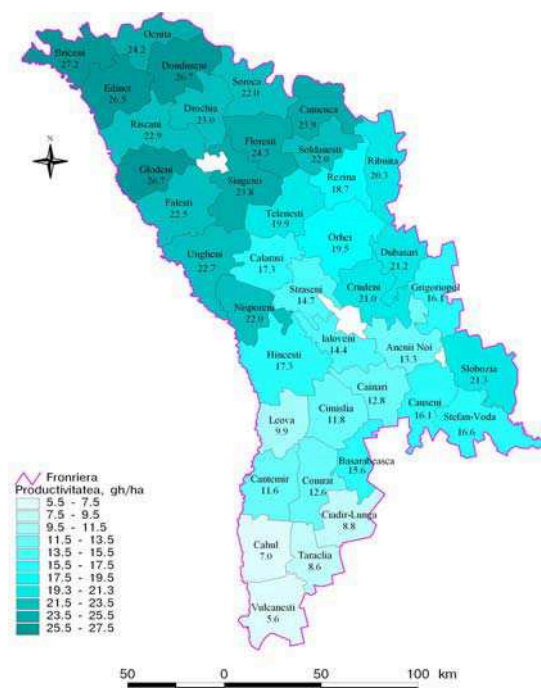 Ocnita
24.2
Briceni
27.2
Donduseni
26.7
Edinet
26.5
Soroca
22.0
Drochia
23.0
Camenca
23.9
Riscani
22.9
Floresti
24.3
Soldanesti
22.0
Ribnita
20.3
Glodeni
26.7
Singerei
23.8
Rezina
18.7
Falesti
22.5
Telenesti
19.9
Orhei
19.5
Ungheni
22.7
Calarasi
17.3
Dubasari
21.2
Straseni
14.7
Criuleni
21.0
Grigoriopol
16.1
Nisporeni
22.0
Ialoveni
14.4
Anenii Noi
13.3
Hincesti
17.3
Slobozia
21.3
Cainari
12.8
Causeni
16.1
Stefan-Voda
16.6
Leova
9.9
Cimislia
11.8
Basarabeasca
15.6
Cantemir
11.6
Comrat
12.6
Ciadir-Lunga
8.8
Cahul
7.0
Taraclia
8.6
Vulcanesti
5.6
N
Fronriera
Productivitatea, gh/ha
5.5 - 7.5
7.5 - 9.5
9.5 - 11.5
11.5 - 13.5
13.5 - 15.5
15.5 - 17.5
17.5 - 19.5
19.3 - 21.3
21.5 - 23.5
23.5 - 25.5
25.5 - 27.5
50 0 50 100 km